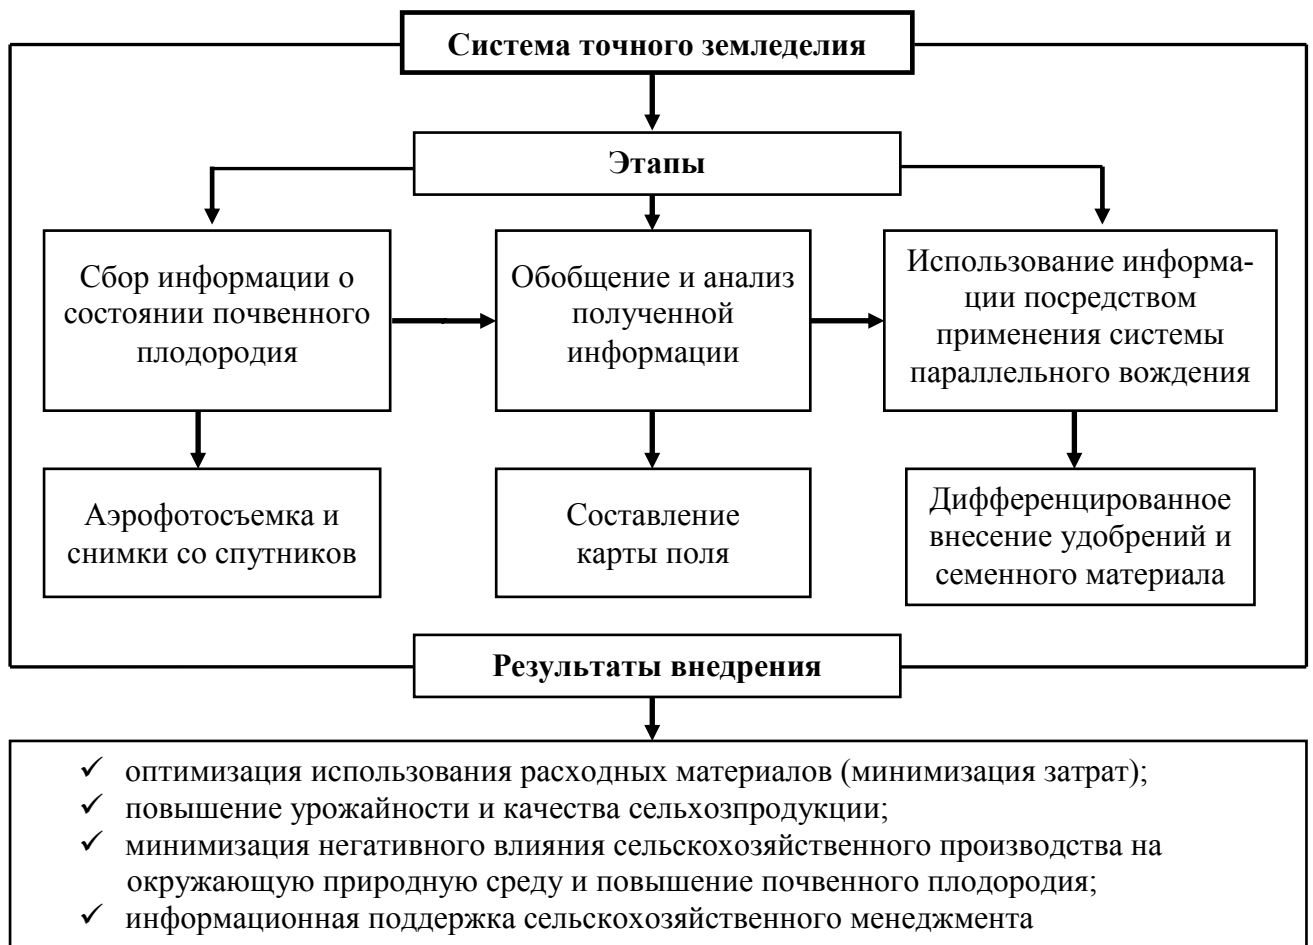 Система точного земледелия
Этапы
Сбор информации о
состоянии почвенного
плодородия
Обобщение и анализ
полученной
информации
Использование информа-
ции посредством
применения системы
параллельного вождения
Аэрофотосъемка и
снимки со спутников
Составление
карты поля
Дифференцированное
внесение удобрений и
семенного материала
Результаты внедрения
✓ оптимизация использования расходных материалов (минимизация затрат);
✓ повышение урожайности и качества сельхозпродукции;
✓ минимизация негативного влияния сельскохозяйственного производства на
окружающую природную среду и повышение почвенного плодородия;
✓ информационная поддержка сельскохозяйственного менеджмента